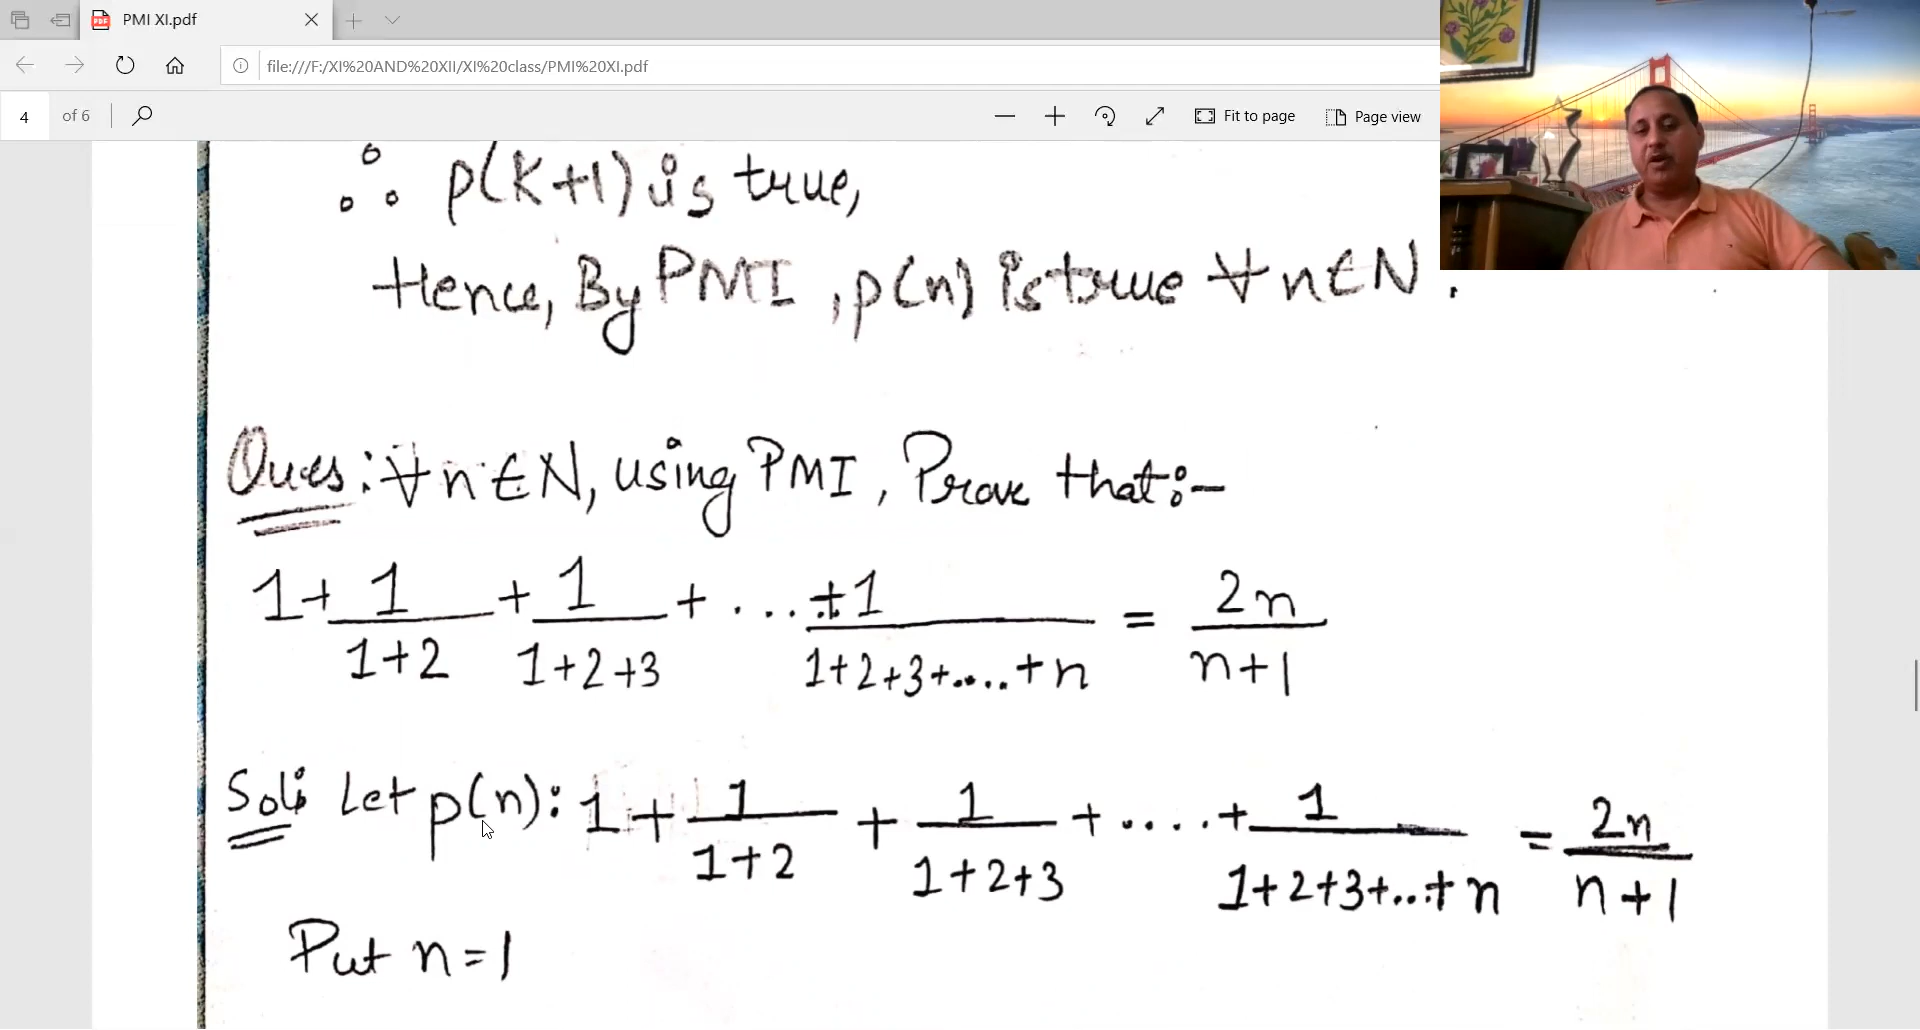 PMI XI.pdf
file:///F:/XI%20AND%20XII/XI%20class/PMI%20XI.pdf
4 of 6 Fit to page Page view
∴ p(K+1) is true,
Hence, By PMI, p(n) is true ∀ n∈N.
Ques: ∀ n∈N, using PMI, Prove that:-
1 + 1/(1+2) + 1/(1+2+3) + .... + 1/(1+2+3+.....+n) = 2n/(n+1)
Sol: Let p(n): 1 + 1/(1+2) + 1/(1+2+3) + .... + 1/(1+2+3+...+n) = 2n/(n+1)
Put n=1